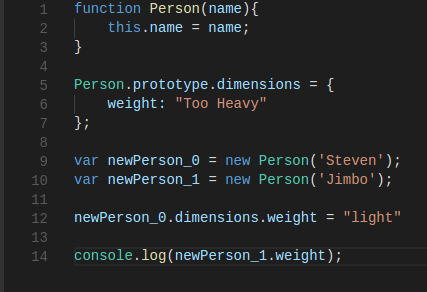 1 function Person(name){
2     this.name = name;
3 }
4
5 Person.prototype.dimensions = {
6     weight: "Too Heavy"
7 };
8
9 var newPerson_0 = new Person('Steven');
10 var newPerson_1 = new Person('Jimbo');
11
12 newPerson_0.dimensions.weight = "light"
13
14 console.log(newPerson_1.weight);